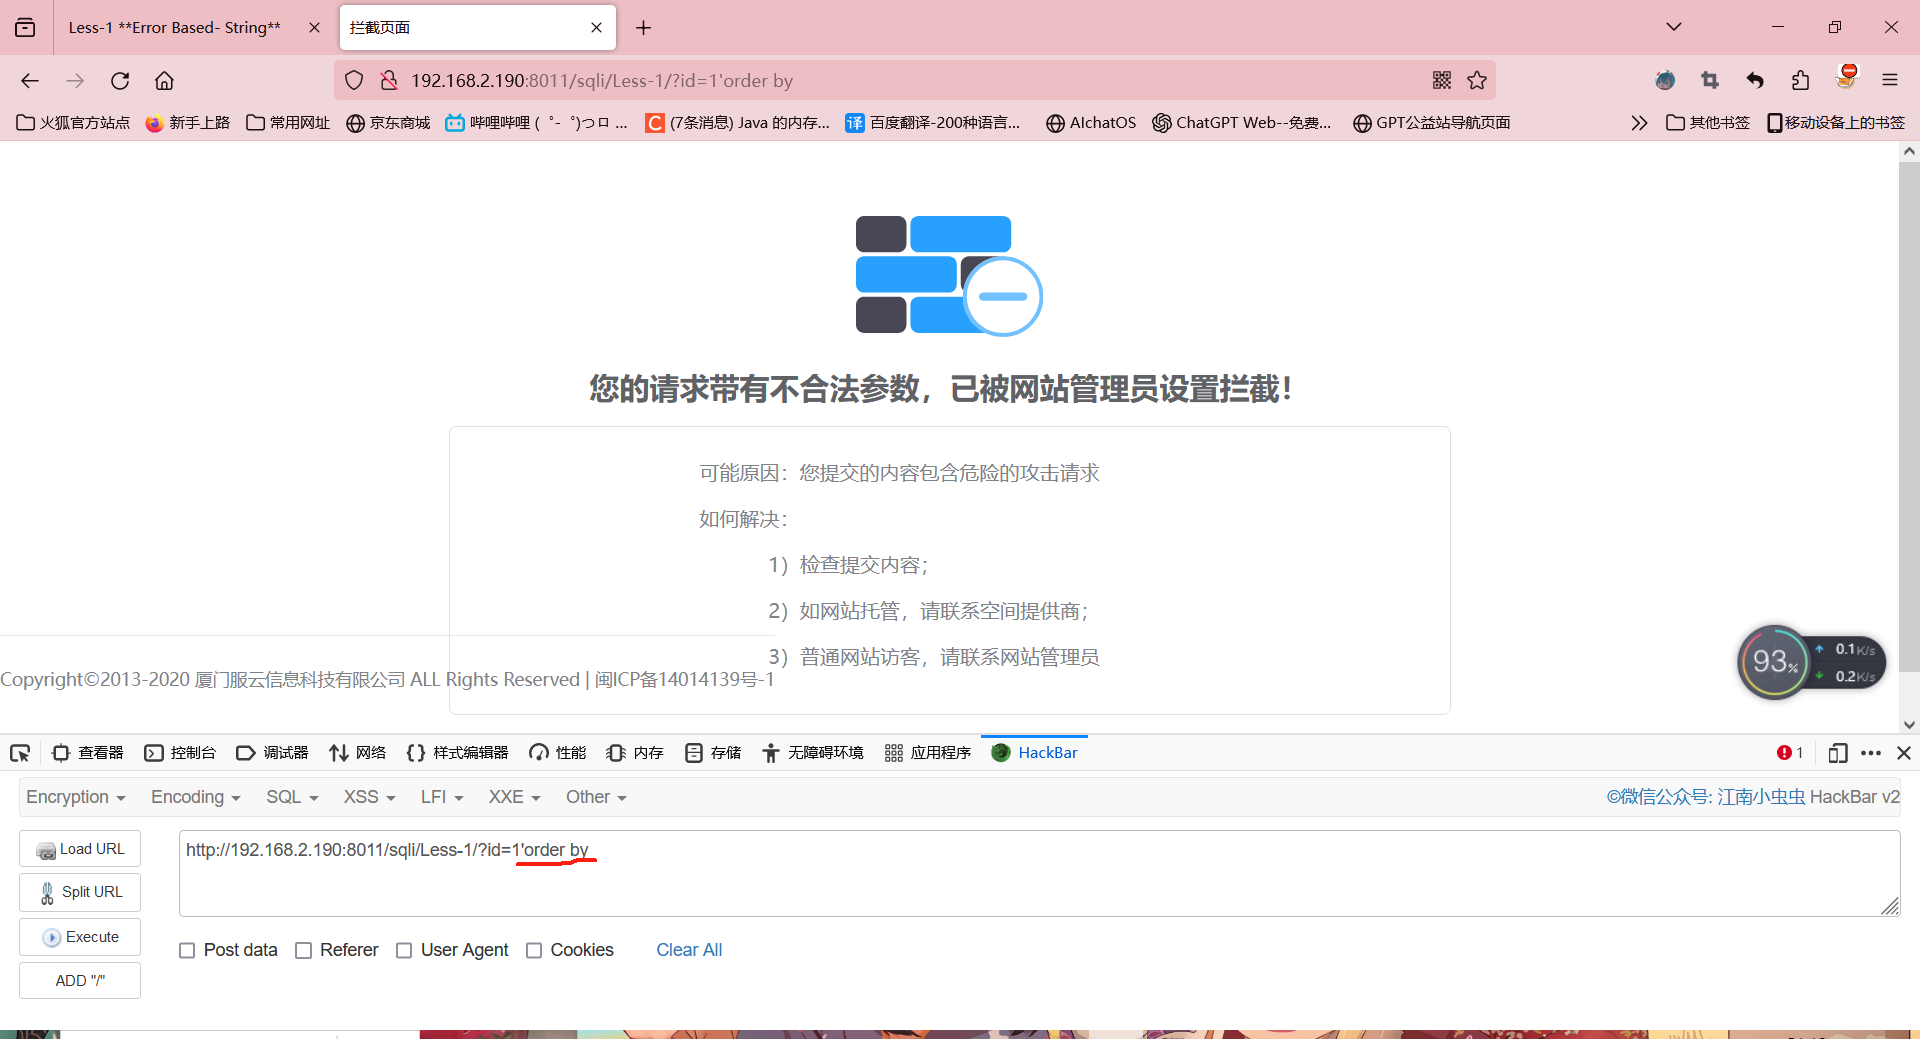 Less-1 **Error Based- String**
拦截页面
192.168.2.190:8011/sqli/Less-1/?id=1'order by
火狐官方站点
新手上路
常用网址
京东商城
哔哩哔哩 ( ゜- ゜)つロ ...
(7条消息) Java 的内存...
百度翻译-200种语言...
AIchatOS
ChatGPT Web--免费...
GPT公益站导航页面
其他书签
移动设备上的书签
您的请求带有不合法参数，已被网站管理员设置拦截！
可能原因：您提交的内容包含危险的攻击请求
如何解决：
1）检查提交内容；
2）如网站托管，请联系空间提供商；
3）普通网站访客，请联系网站管理员
Copyright©2013-2020 厦门服云信息科技有限公司 ALL Rights Reserved | 闽ICP备14014139号-1
93%
0.1K/s
0.2K/s
查看器
控制台
调试器
网络
样式编辑器
性能
内存
存储
无障碍环境
应用程序
HackBar
1
Encryption
Encoding
SQL
XSS
LFI
XXE
Other
©微信公众号: 江南小虫虫 HackBar v2
Load URL
http://192.168.2.190:8011/sqli/Less-1/?id=1'order by
Split URL
Execute
Post data
Referer
User Agent
Cookies
Clear All
ADD "/"